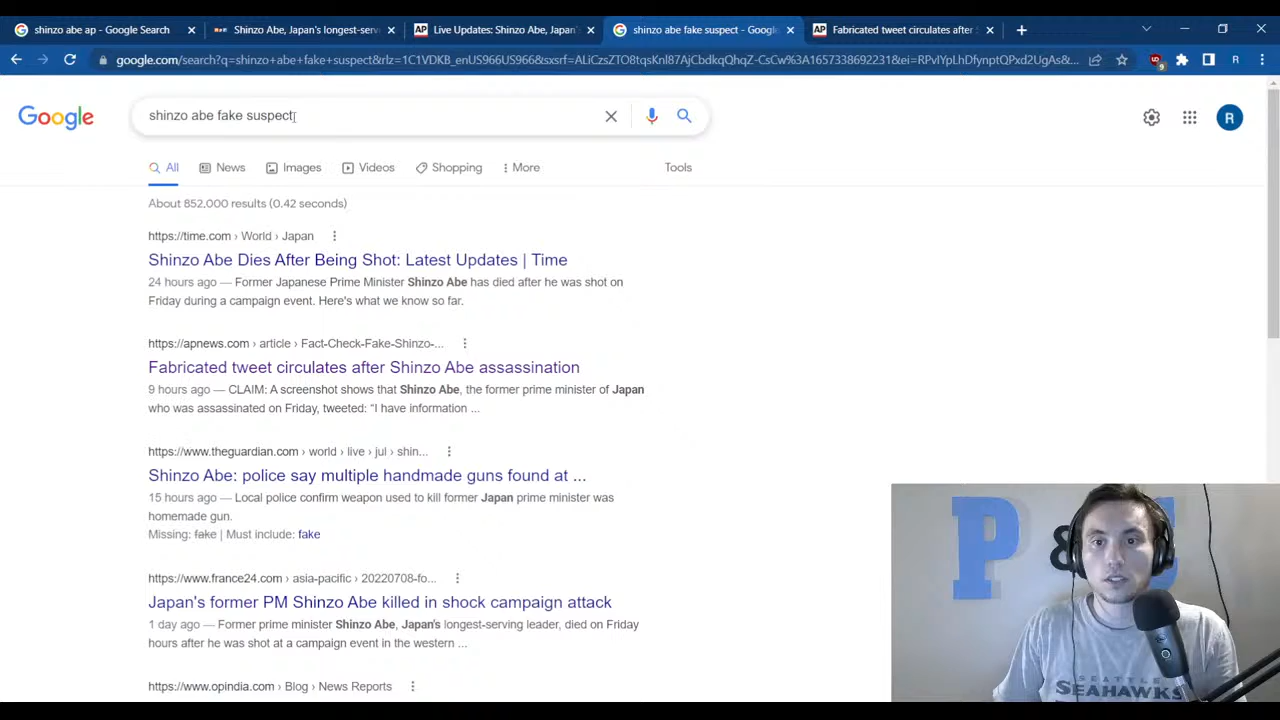 shinzo abe ap - Google Search
Shinzo Abe, Japan's longest-serv
AP Live Updates: Shinzo Abe, Japan'
shinzo abe fake suspect - Goog
AP Fabricated tweet circulates after
google.com/search?q=shinzo+abe+fake+suspect&rlz=1C1VDKB_enUS966US966&sxsrf=
9
R
Google
shinzo abe fake suspect
R
All
News
Images
Videos
Shopping
More
Tools
About 852,000 results (0.42 seconds)
https://time.com › World › Japan
Shinzo Abe Dies After Being Shot: Latest Updates | Time
24 hours ago — Former Japanese Prime Minister Shinzo Abe has died after he was shot on
Friday during a campaign event. Here's what we know so far.
https://apnews.com › article › Fact-Check-Fake-Shinzo-...
Fabricated tweet circulates after Shinzo Abe assassination
9 hours ago — CLAIM: A screenshot shows that Shinzo Abe, the former prime minister of Japan
who was assassinated on Friday, tweeted: “I have information ...
https://www.theguardian.com › world › live › jul › shin...
Shinzo Abe: police say multiple handmade guns found at ...
15 hours ago — Local police confirm weapon used to kill former Japan prime minister was
homemade gun.
Missing: fake | Must include: fake
https://www.france24.com › asia-pacific › 20220708-fo...
Japan's former PM Shinzo Abe killed in shock campaign attack
1 day ago — Former prime minister Shinzo Abe, Japan's longest-serving leader, died on Friday
hours after he was shot at a campaign event in the western ...
https://www.opindia.com › Blog › News Reports
P &
SEATTLE
SEAHAWKS